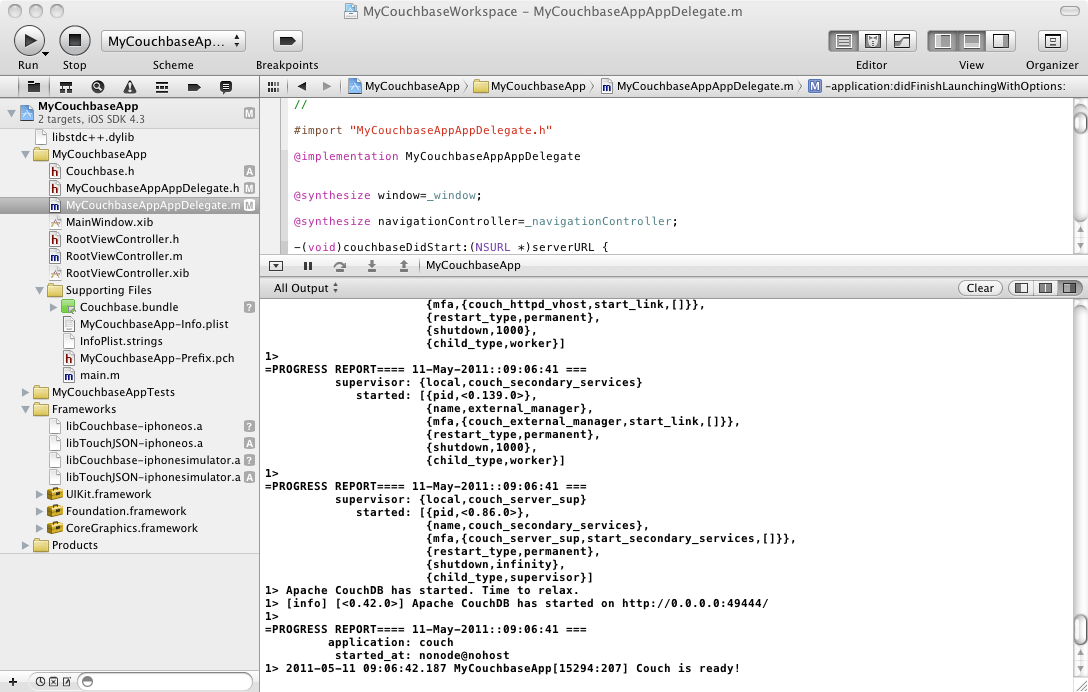 MyCouchbaseWorkspace – MyCouchbaseAppAppDelegate.m
MyCouchbaseAp...
Run
Stop
Scheme
Breakpoints
Editor
View
Organizer
MyCouchbaseApp
MyCouchbaseApp
MyCouchbaseAppAppDelegate.m
M
-application:didFinishLaunchingWithOptions:
MyCouchbaseApp
M
2 targets, iOS SDK 4.3
libstdc++.dylib
MyCouchbaseApp
h Couchbase.h A
h MyCouchbaseAppAppDelegate.h M
m MyCouchbaseAppAppDelegate.m M
MainWindow.xib
h RootViewController.h
m RootViewController.m
RootViewController.xib
Supporting Files
Couchbase.bundle ?
MyCouchbaseApp-Info.plist
InfoPlist.strings
h MyCouchbaseApp-Prefix.pch
m main.m
MyCouchbaseAppTests
Frameworks
libCouchbase-iphoneos.a ?
libTouchJSON-iphoneos.a A
libCouchbase-iphonesimulator.a ?
libTouchJSON-iphonesimulator.a A
UIKit.framework
Foundation.framework
CoreGraphics.framework
Products
//
#import "MyCouchbaseAppAppDelegate.h"
@implementation MyCouchbaseAppAppDelegate
@synthesize window=_window;
@synthesize navigationController=_navigationController;
-(void)couchbaseDidStart:(NSURL *)serverURL {
MyCouchbaseApp
All Output
Clear
{mfa,{couch_httpd_vhost,start_link,[]}},
{restart_type,permanent},
{shutdown,1000},
{child_type,worker}]
1>
=PROGRESS REPORT==== 11-May-2011::09:06:41 ===
supervisor: {local,couch_secondary_services}
started: [{pid,<0.139.0>},
{name,external_manager},
{mfa,{couch_external_manager,start_link,[]}},
{restart_type,permanent},
{shutdown,1000},
{child_type,worker}]
1>
=PROGRESS REPORT==== 11-May-2011::09:06:41 ===
supervisor: {local,couch_server_sup}
started: [{pid,<0.86.0>},
{name,couch_secondary_services},
{mfa,{couch_server_sup,start_secondary_services,[]}},
{restart_type,permanent},
{shutdown,infinity},
{child_type,supervisor}]
1> Apache CouchDB has started. Time to relax.
1> [info] [<0.42.0>] Apache CouchDB has started on http://0.0.0.0:49444/
1>
=PROGRESS REPORT==== 11-May-2011::09:06:41 ===
application: couch
started_at: nonode@nohost
1> 2011-05-11 09:06:42.187 MyCouchbaseApp[15294:207] Couch is ready!